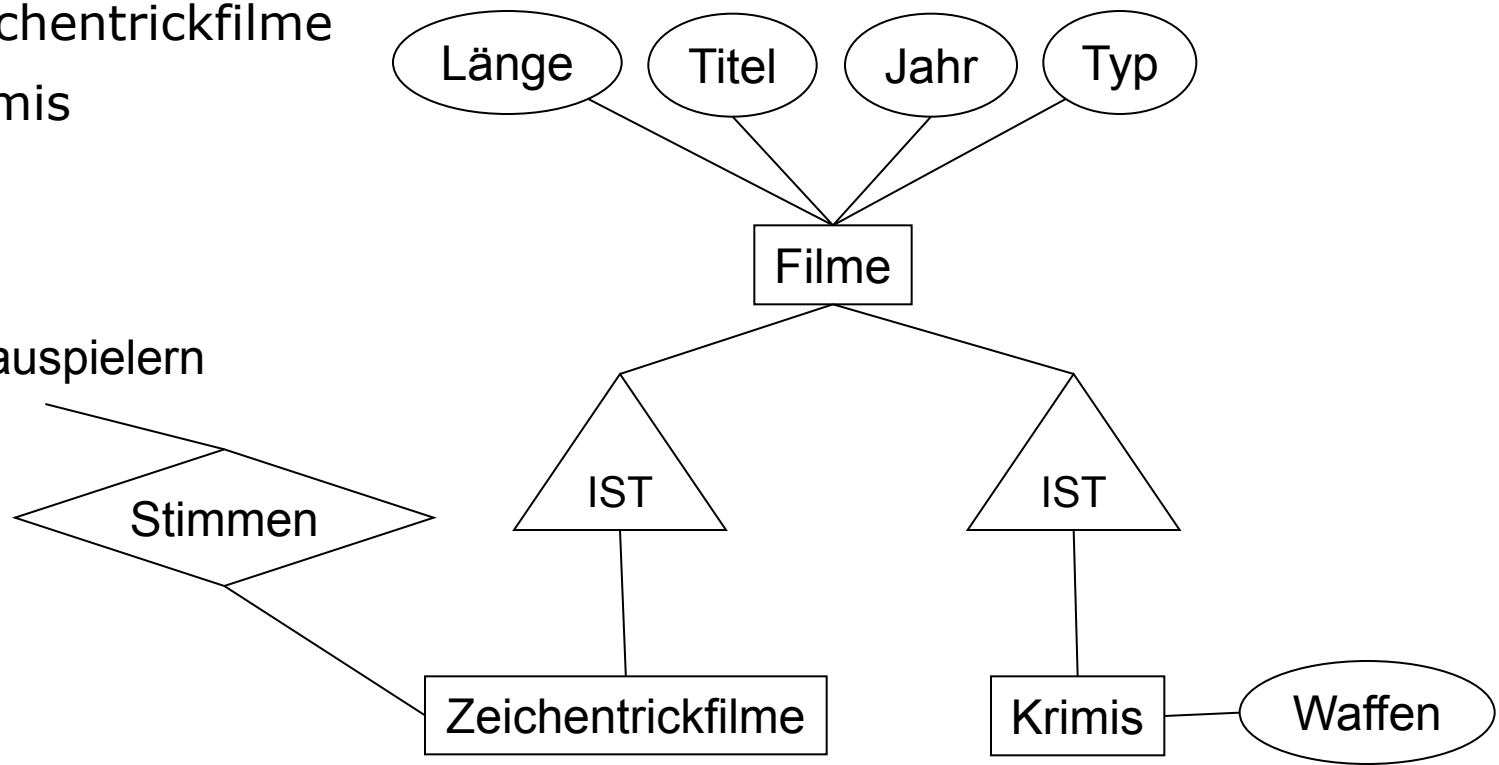 chentrickfilme
mis
Länge Titel Jahr Typ
Filme
auspielern
IST IST
Stimmen
Zeichentrickfilme Krimis Waffen